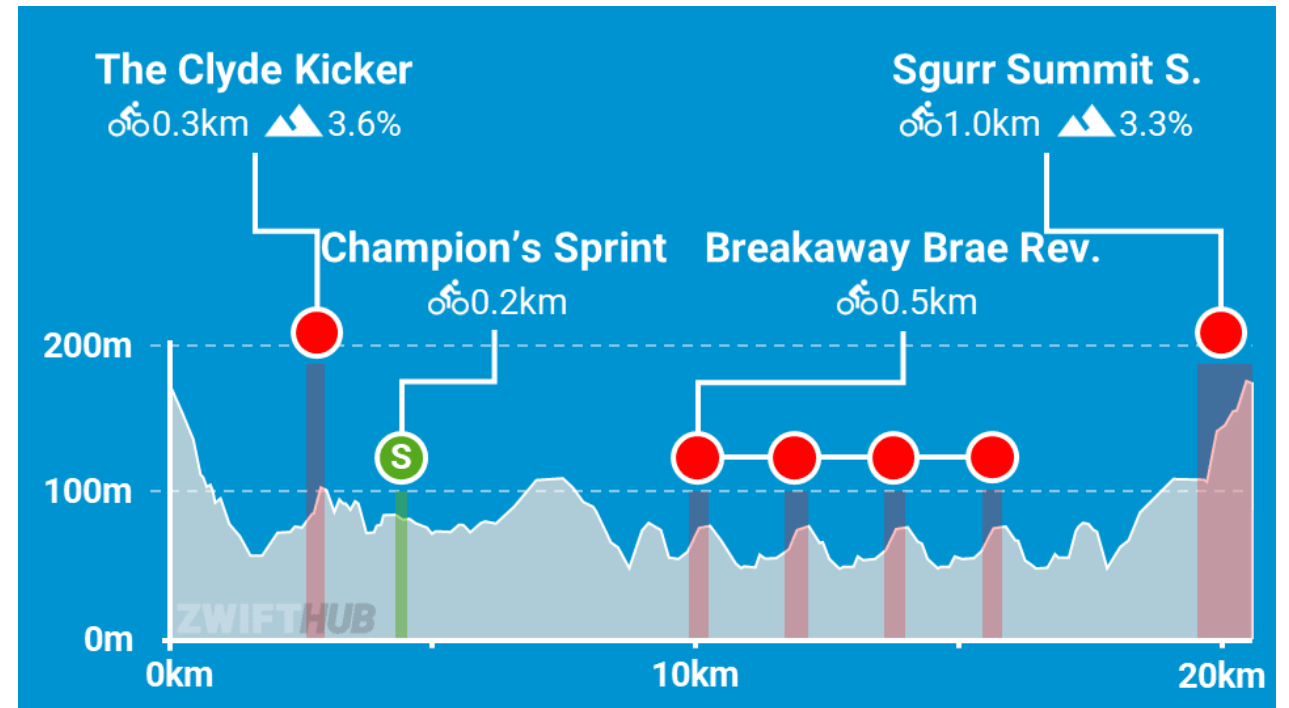 The Clyde Kicker
0.3km 3.6%
Sgurr Summit S.
1.0km 3.3%
Champion’s Sprint
0.2km
Breakaway Brae Rev.
0.5km
200m
S
100m
ZWIFTHUB
0m
0km
10km
20km